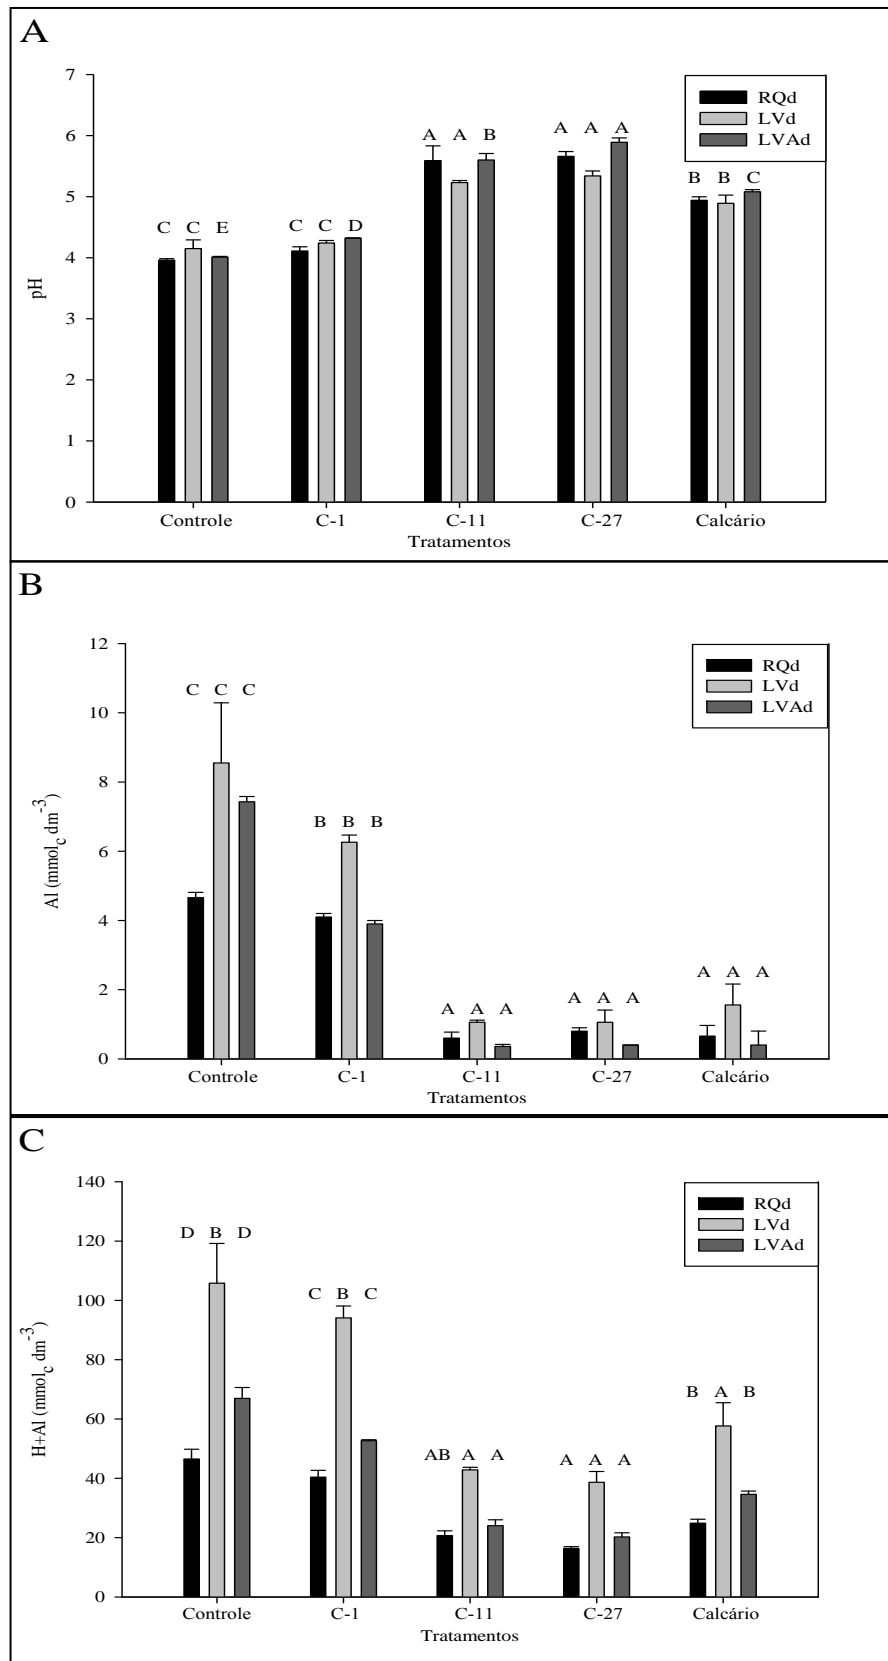 A
7
6
5
4
3
2
1
0
pH
RQd
LVd
LVAd
C C E
C C D
A A B
A A A
B B C
Controle C-1 C-11 C-27 Calcário
Tratamentos
B
12
10
8
6
4
2
0
Al (mmolc dm-3)
RQd
LVd
LVAd
C C C
B B B
A A A
A A A
A A A
Controle C-1 C-11 C-27 Calcário
Tratamentos
C
140
120
100
80
60
40
20
0
H+Al (mmolc dm-3)
RQd
LVd
LVAd
D B D
C B C
AB A A
A A A
B A B
Controle C-1 C-11 C-27 Calcário
Tratamentos